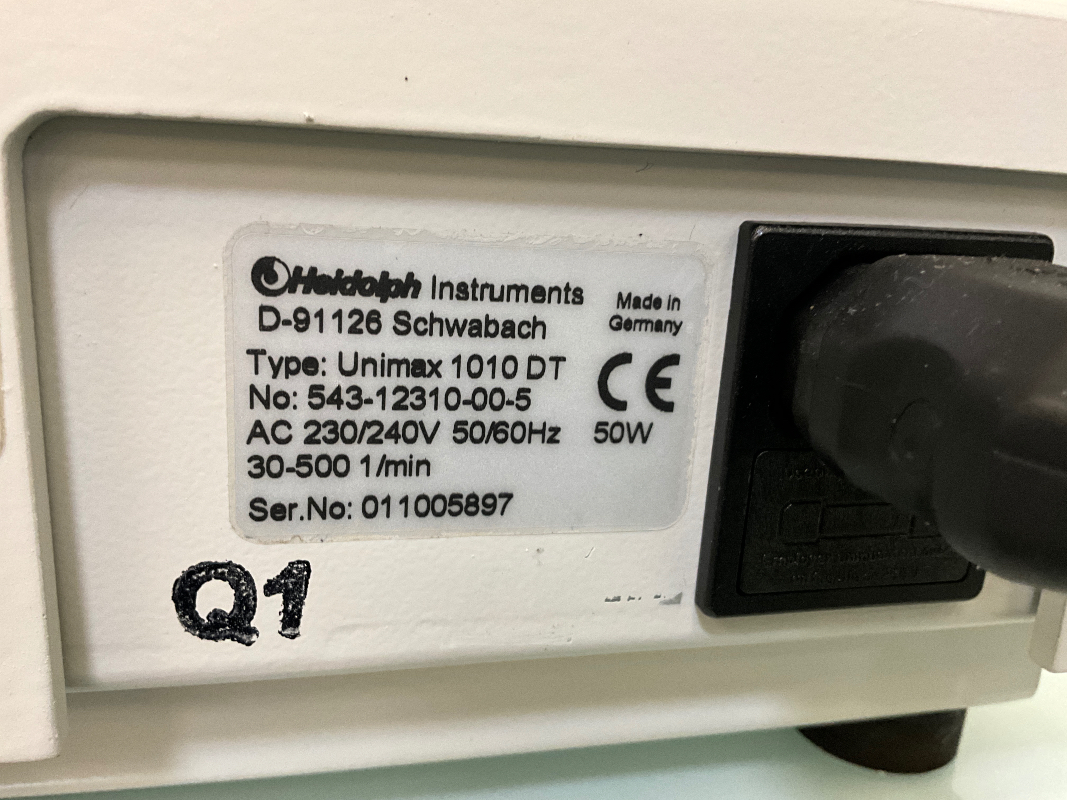 Heidolph Instruments
Made in
Germany
D-91126 Schwabach
Type: Unimax 1010 DT
CE
No: 543-12310-00-5
AC 230/240V 50/60Hz 50W
30-500 1/min
Ser.No: 011005897
Q1